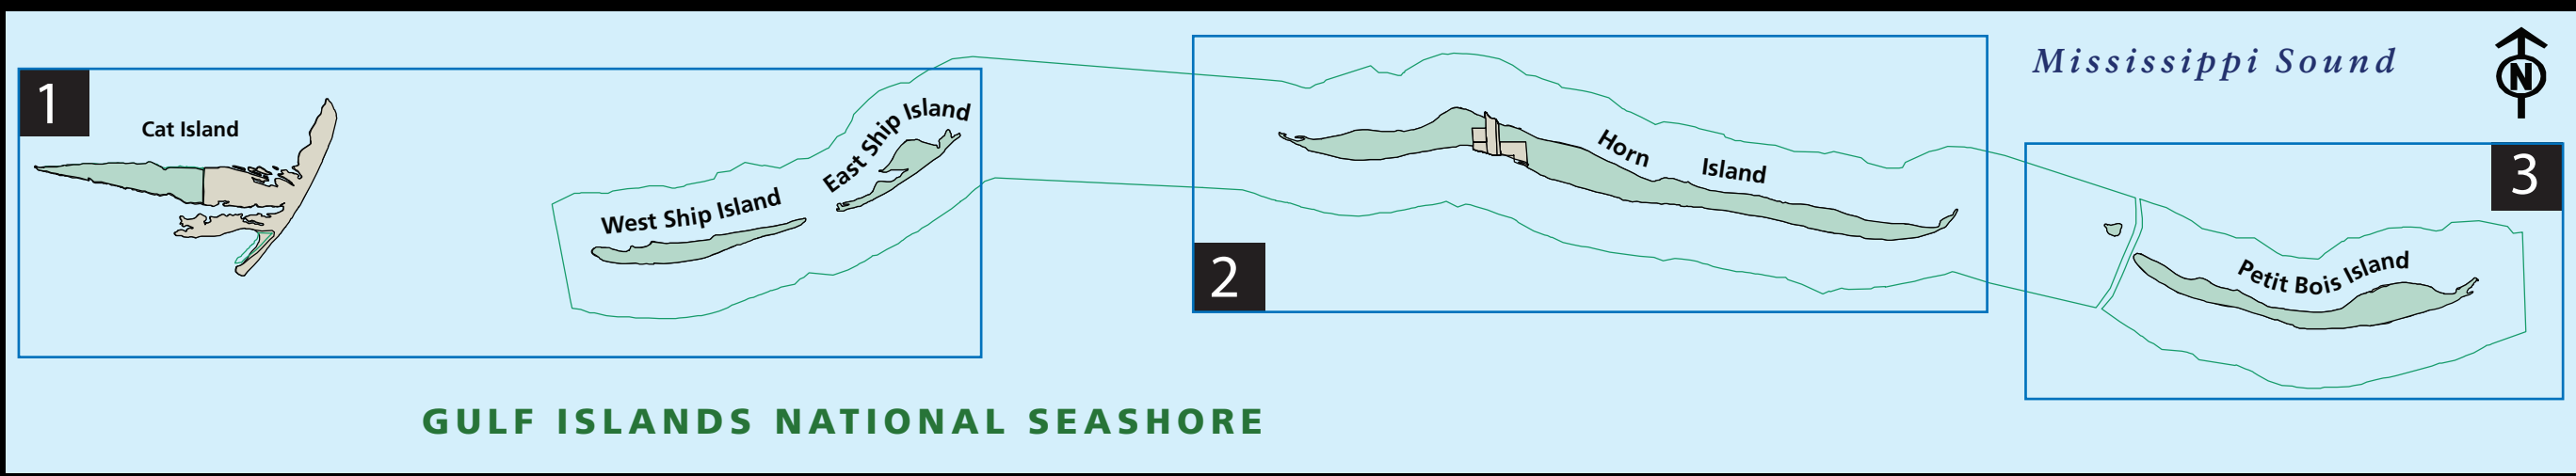 1
Cat Island
West Ship Island
East Ship Island
2
Horn Island
Mississippi Sound
N
3
Petit Bois Island
GULF ISLANDS NATIONAL SEASHORE